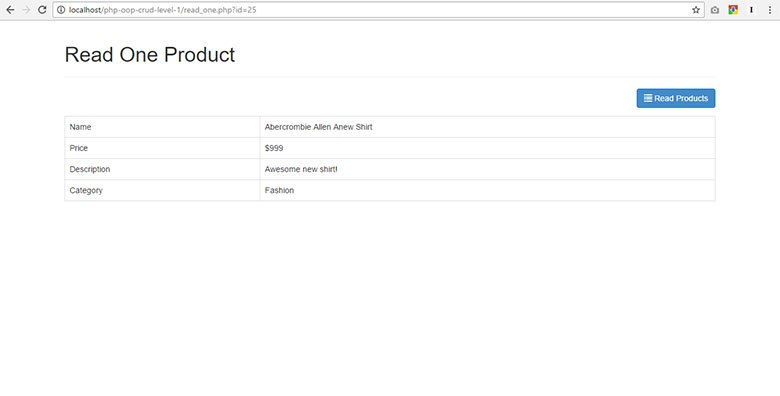 localhost/php-oop-crud-level-1/read_one.php?id=25
Read One Product
Read Products
Name Abercrombie Allen Anew Shirt
Price $999
Description Awesome new shirt!
Category Fashion